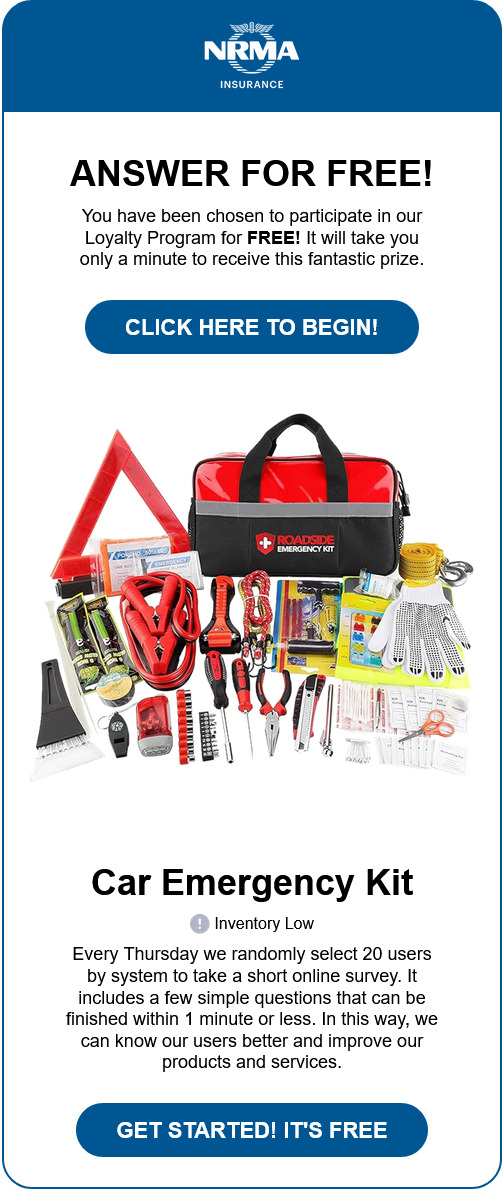 NRMA
INSURANCE
ANSWER FOR FREE!
You have been chosen to participate in our
Loyalty Program for FREE! It will take you
only a minute to receive this fantastic prize.
CLICK HERE TO BEGIN!
ROADSIDE
EMERGENCY KIT
EMERGENCY
Car Emergency Kit
! Inventory Low
Every Thursday we randomly select 20 users
by system to take a short online survey. It
includes a few simple questions that can be
finished within 1 minute or less. In this way, we
can know our users better and improve our
products and services.
GET STARTED! IT'S FREE